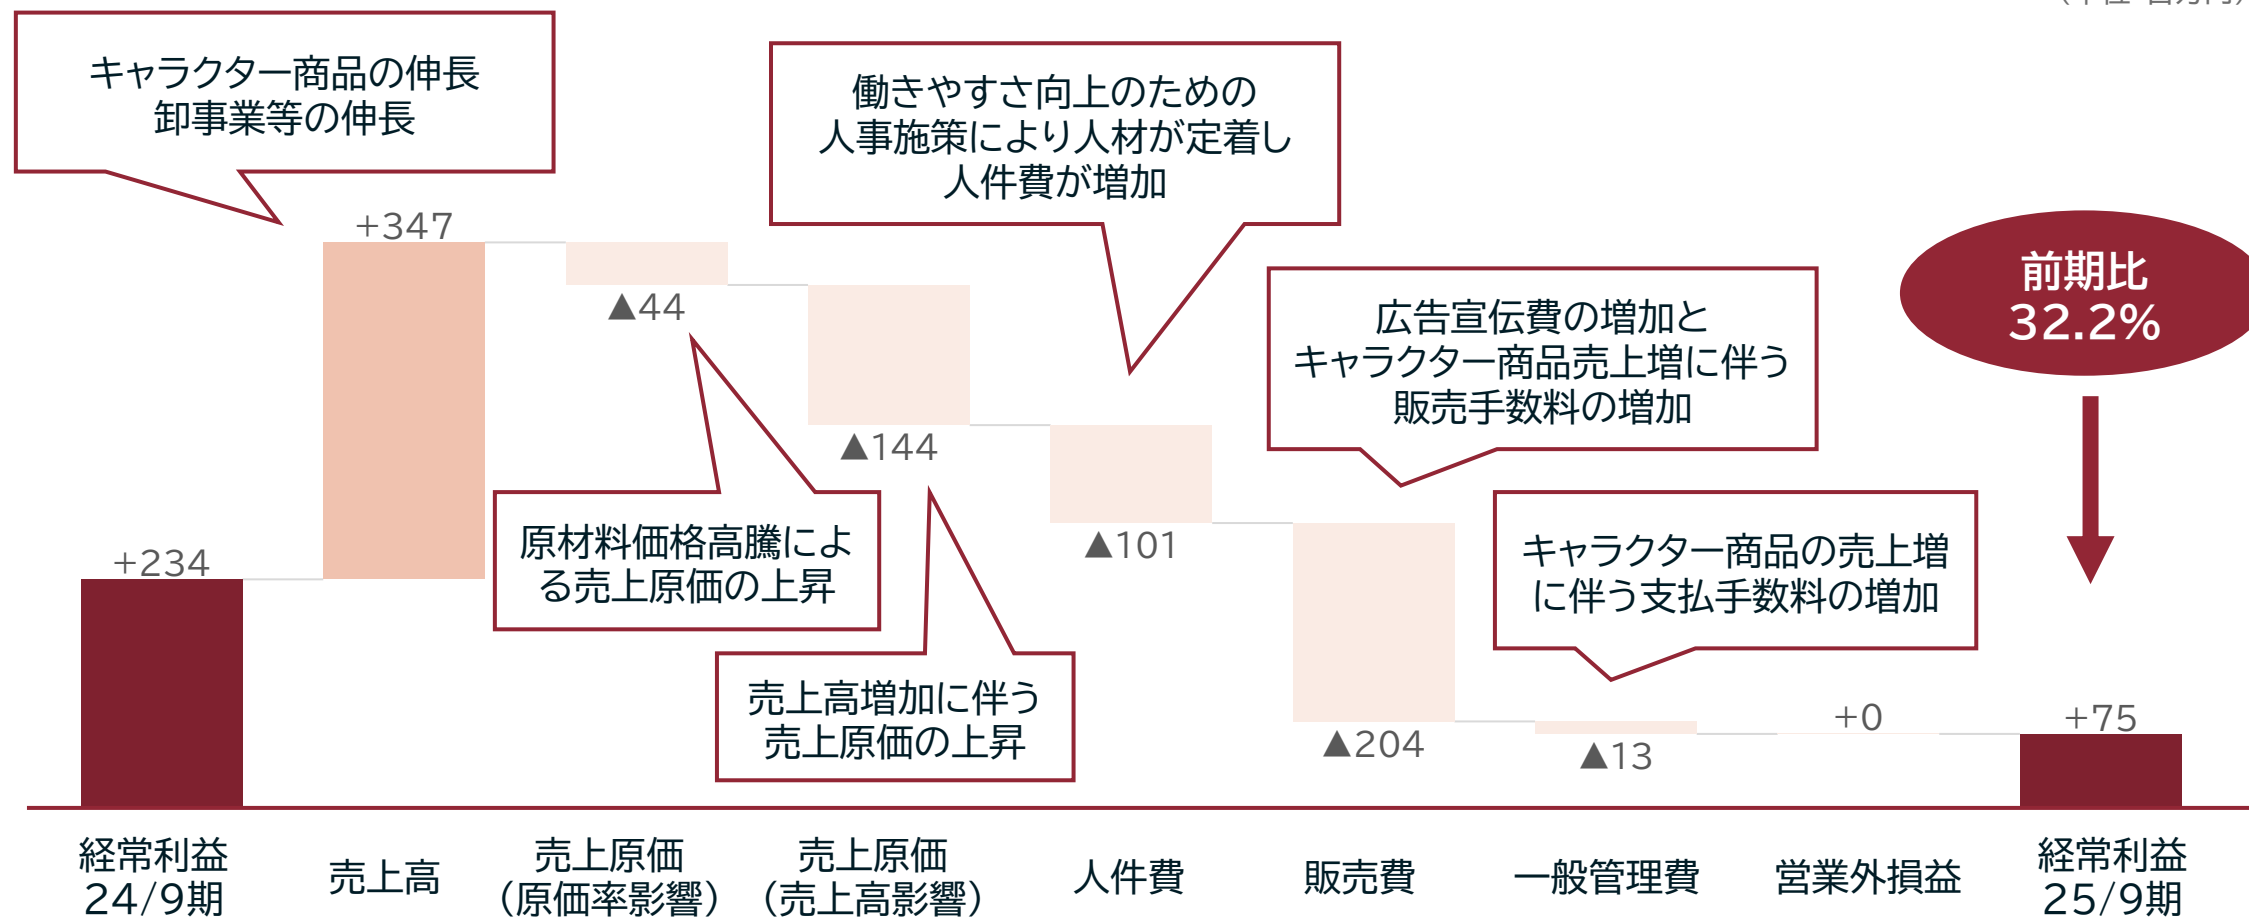 キャラクター商品の伸長
卸事業等の伸長
働きやすさ向上のための
人事施策により人材が定着し
人件費が増加
+347
▲44
前期比
32.2%
広告宣伝費の増加と
キャラクター商品売上増に伴う
販売手数料の増加
▲144
原材料価格高騰によ
る売上原価の上昇
▲101
キャラクター商品の売上増
に伴う支払手数料の増加
+234
売上高増加に伴う
売上原価の上昇
▲204
▲13
+0
+75
経常利益
24/9期
売上高
売上原価
（原価率影響）
売上原価
（売上高影響）
人件費
販売費
一般管理費
営業外損益
経常利益
25/9期